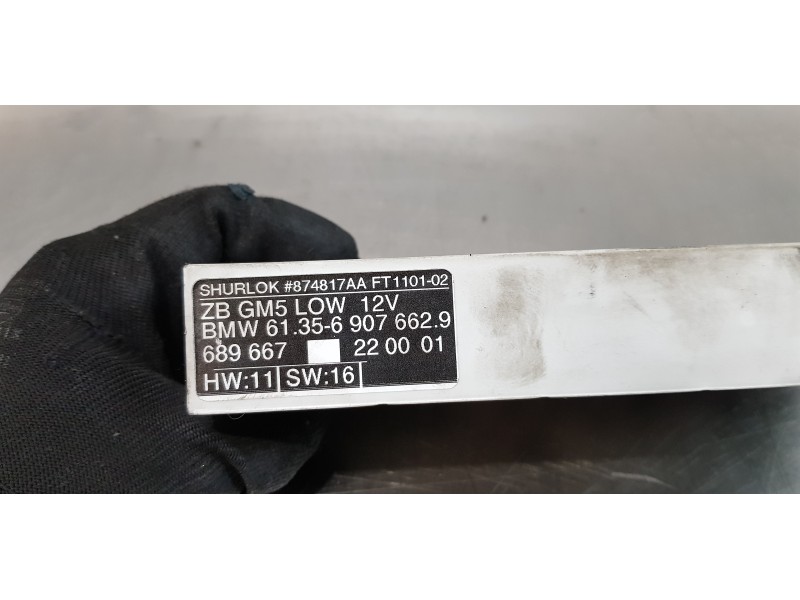 SHURLOK #874817AA FT1101-02
ZB GM5 LOW 12V
BMW 61.35-6 907 662.9
689 667 22 00 01
HW:11 SW:16